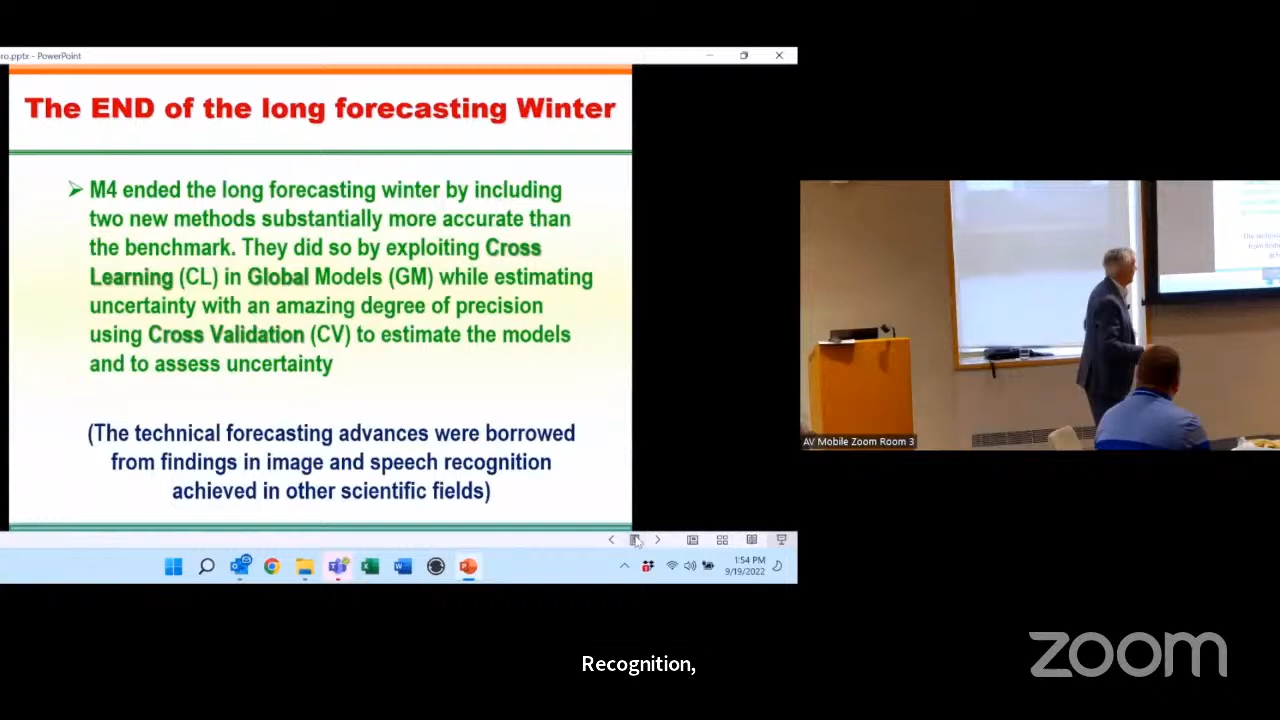 ro.pptx - PowerPoint
The END of the long forecasting Winter
➢ M4 ended the long forecasting winter by including
two new methods substantially more accurate than
the benchmark. They did so by exploiting Cross
Learning (CL) in Global Models (GM) while estimating
uncertainty with an amazing degree of precision
using Cross Validation (CV) to estimate the models
and to assess uncertainty
(The technical forecasting advances were borrowed
from findings in image and speech recognition
achieved in other scientific fields)
1:54 PM
9/19/2022
AV Mobile Zoom Room 3
Recognition,
zoom